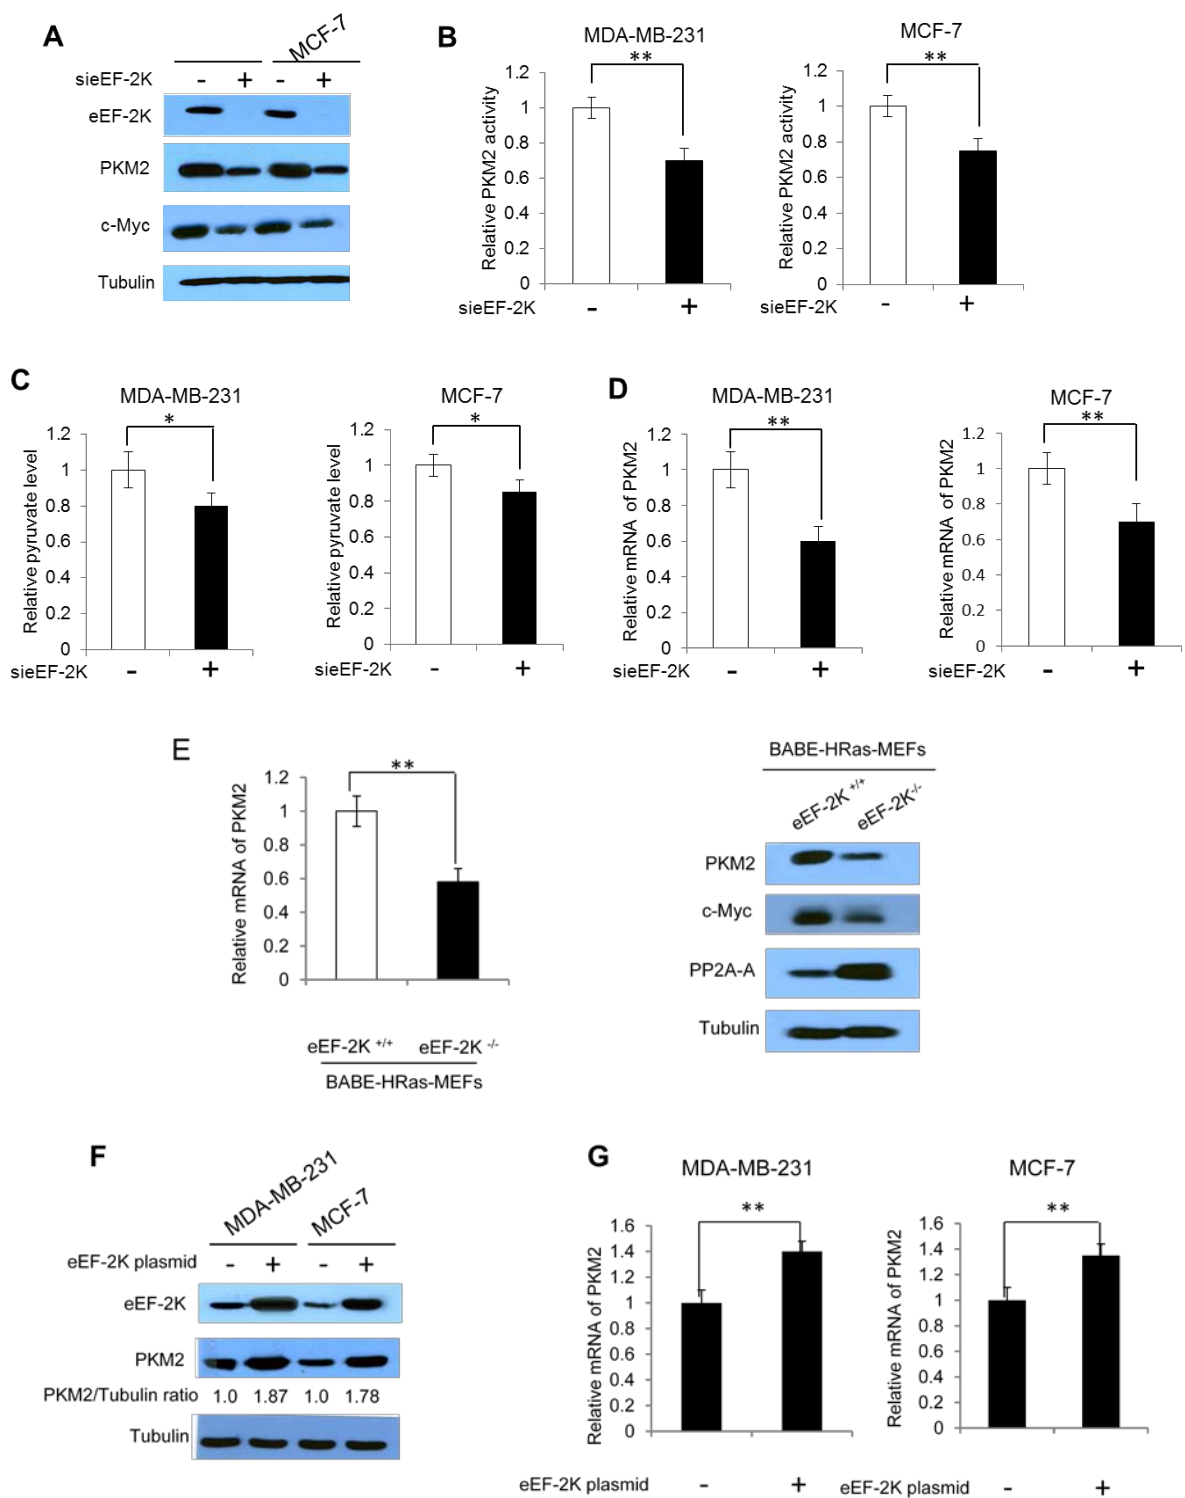 A
MCF-7
sieEF-2K - + - +
eEF-2K
PKM2
c-Myc
Tubulin
B
MDA-MB-231
**
Relative PKM2 activity
1.2
1
0.8
0.6
0.4
0.2
0
sieEF-2K - +
MCF-7
**
Relative PKM2 activity
1.2
1
0.8
0.6
0.4
0.2
0
sieEF-2K - +
C
MDA-MB-231
*
Relative pyruvate level
1.2
1
0.8
0.6
0.4
0.2
0
sieEF-2K - +
MCF-7
*
Relative pyruvate level
1.2
1
0.8
0.6
0.4
0.2
0
sieEF-2K - +
D
MDA-MB-231
**
Relative mRNA of PKM2
1.2
1
0.8
0.6
0.4
0.2
0
sieEF-2K - +
MCF-7
**
Relative mRNA of PKM2
1.2
1
0.8
0.6
0.4
0.2
0
sieEF-2K - +
E
**
Relative mRNA of PKM2
1.2
1
0.8
0.6
0.4
0.2
0
eEF-2K +/+ eEF-2K -/-
BABE-HRas-MEFs
BABE-HRas-MEFs
eEF-2K +/+ eEF-2K-/-
PKM2
c-Myc
PP2A-A
Tubulin
F
MDA-MB-231 MCF-7
eEF-2K plasmid - + - +
eEF-2K
PKM2
PKM2/Tubulin ratio 1.0 1.87 1.0 1.78
Tubulin
G
MDA-MB-231
**
Relative mRNA of PKM2
1.6
1.4
1.2
1
0.8
0.6
0.4
0.2
0
eEF-2K plasmid - +
MCF-7
**
Relative mRNA of PKM2
1.6
1.4
1.2
1
0.8
0.6
0.4
0.2
0
eEF-2K plasmid - +